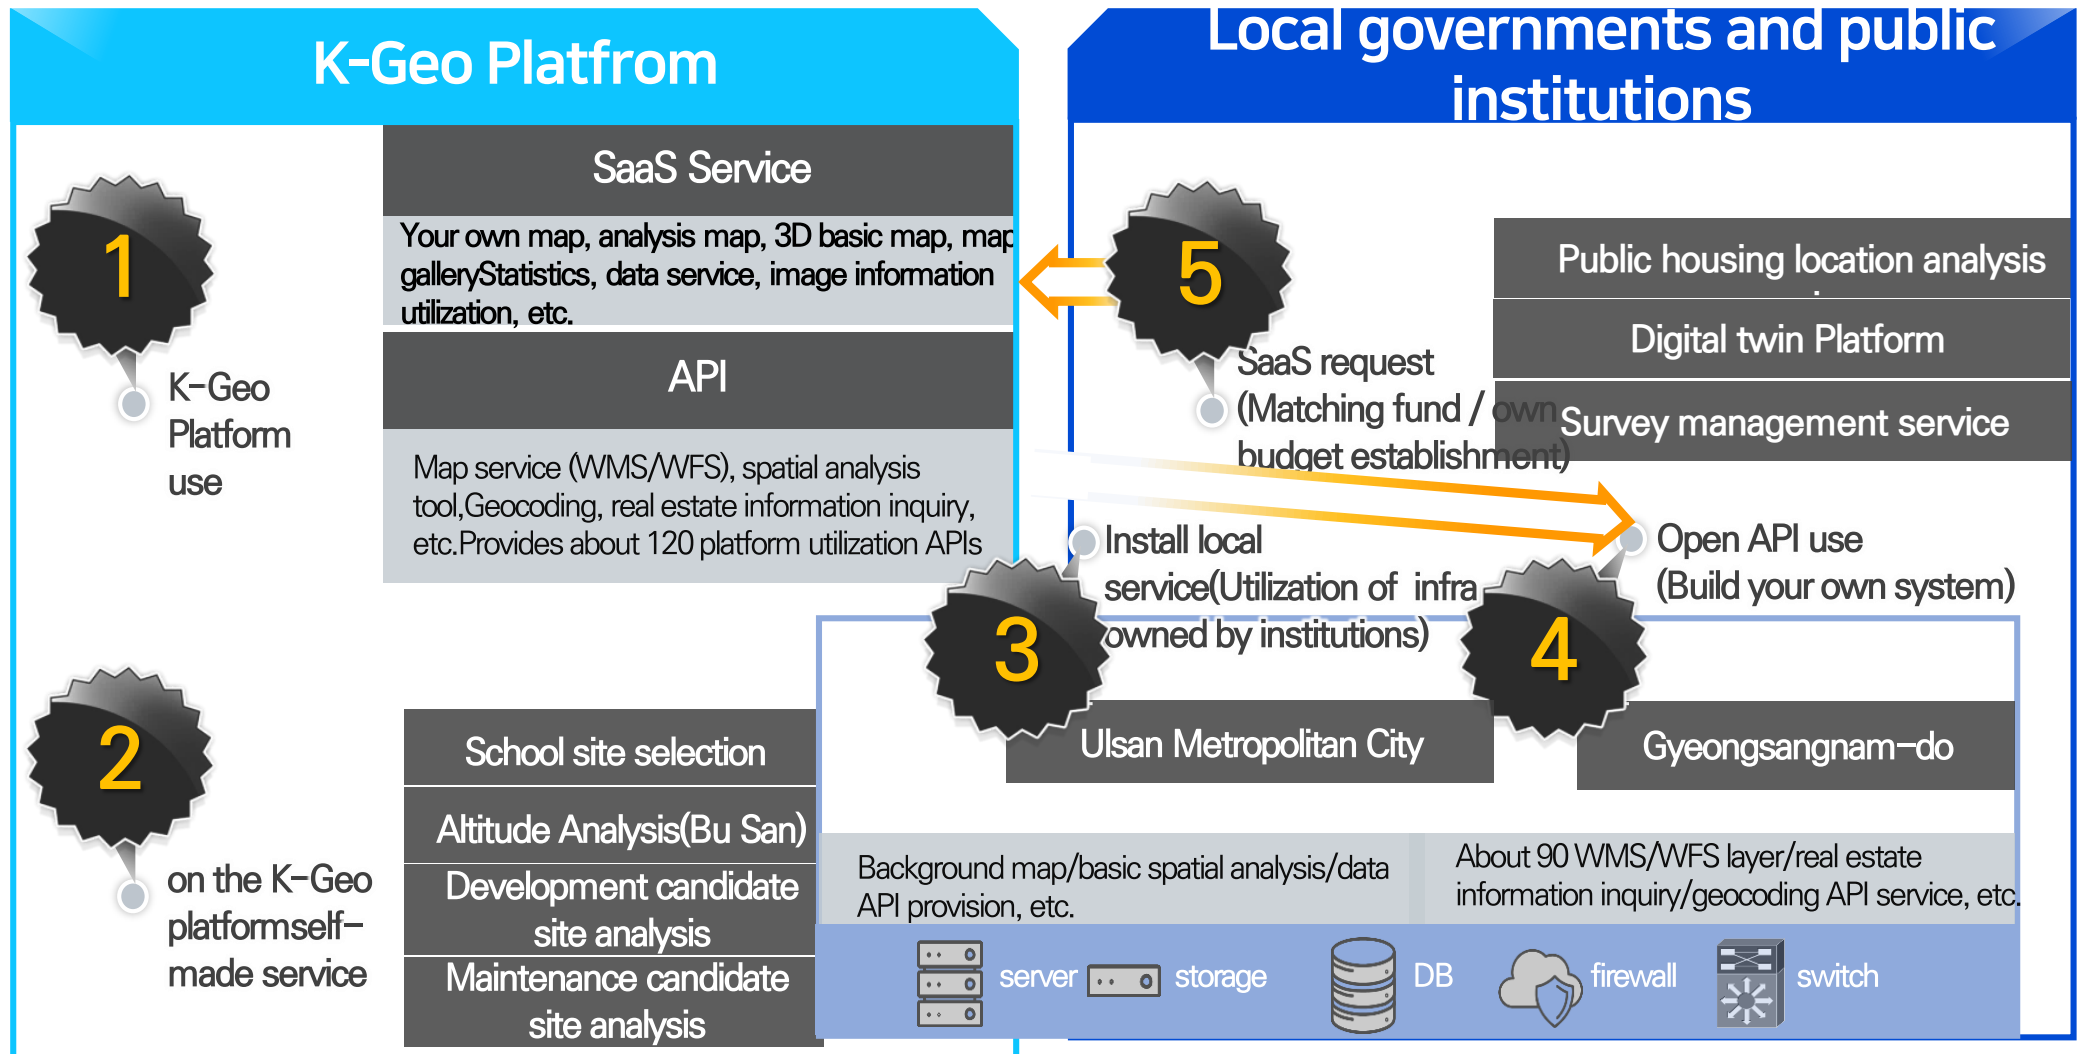 K-Geo Platfrom
SaaS Service
Your own map, analysis map, 3D basic map, map
galleryStatistics, data service, image information
utilization, etc.
1
K-Geo
Platform
use
API
Map service (WMS/WFS), spatial analysis
tool,Geocoding, real estate information inquiry,
etc.Provides about 120 platform utilization APIs
2
on the K-Geo
platformself-
made service
School site selection
Altitude Analysis(Bu San)
Development candidate
site analysis
Maintenance candidate
site analysis
Local governments and public
institutions
5
SaaS request
(Matching fund / own
budget establishment)
Public housing location analysis
Digital twin Platform
Survey management service
3
Install local
service(Utilization of infra
owned by institutions)
4
Open API use
(Build your own system)
Ulsan Metropolitan City
Gyeongsangnam-do
Background map/basic spatial analysis/data
API provision, etc.
About 90 WMS/WFS layer/real estate
information inquiry/geocoding API service, etc.
server
storage
DB
firewall
switch